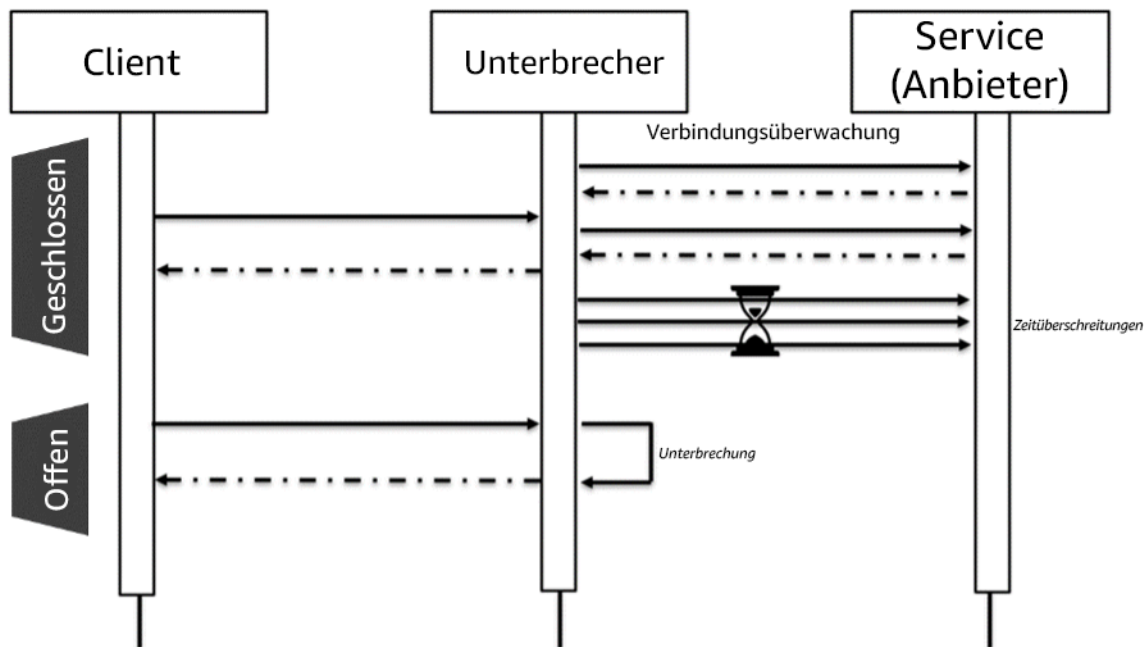 Client
Unterbrecher
Service
(Anbieter)
Verbindungsüberwachung
Geschlossen
Zeitüberschreitungen
Offen
Unterbrechung